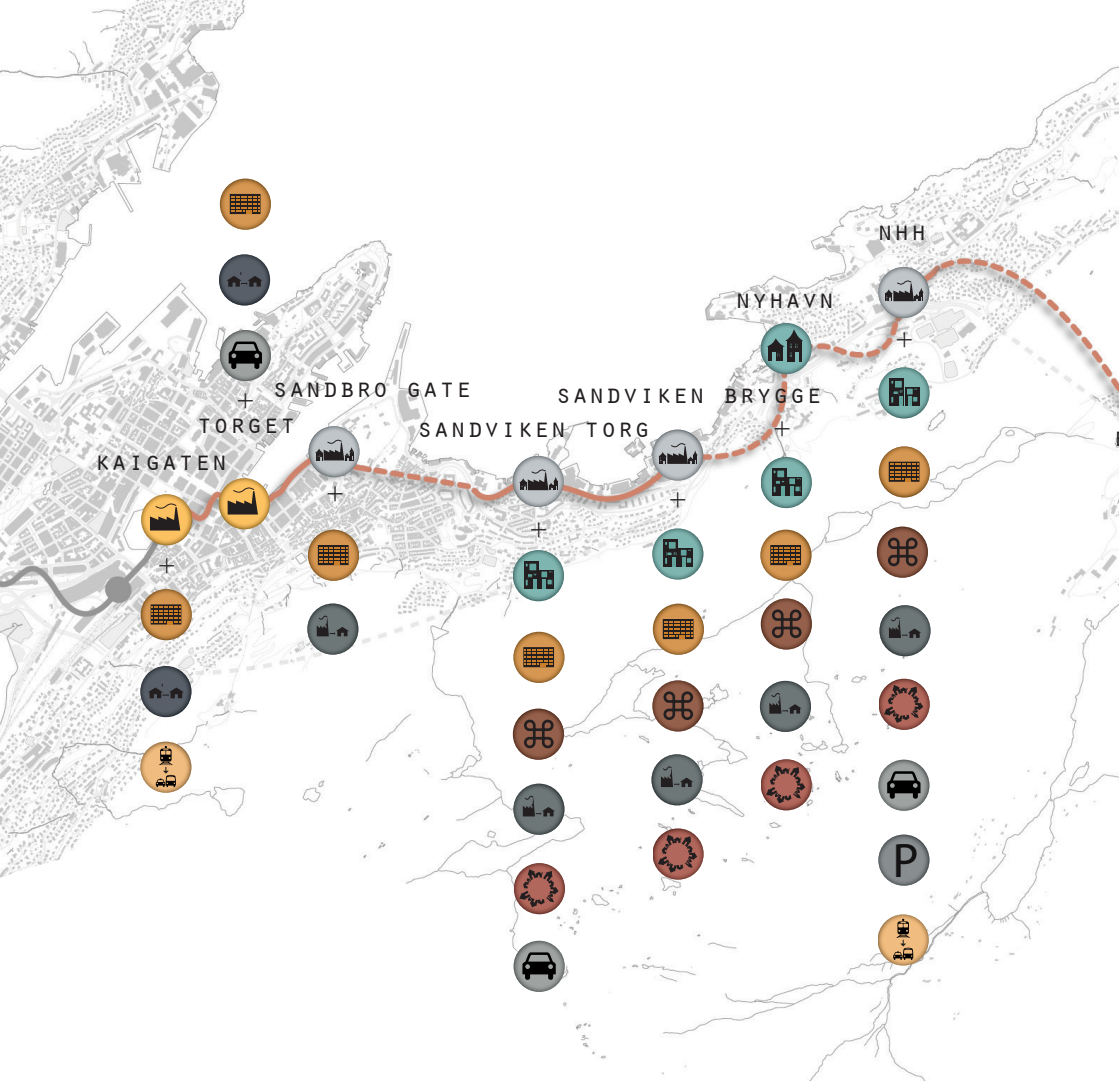 NHH
NYHAVN
SANDBRO GATE
SANDVIKEN BRYGGE
TORGET
SANDVIKEN TORG
KAIGATEN
+
+
+
+
+
+
+
P